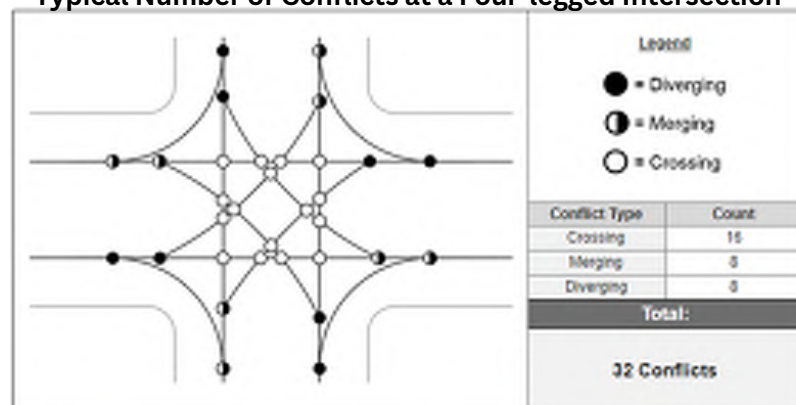 Typical Number of Conflicts at a Four-legged Intersection
Legend
= Diverging
= Merging
= Crossing
Conflict Type Count
Crossing 16
Merging 8
Diverging 8
Total:
32 Conflicts